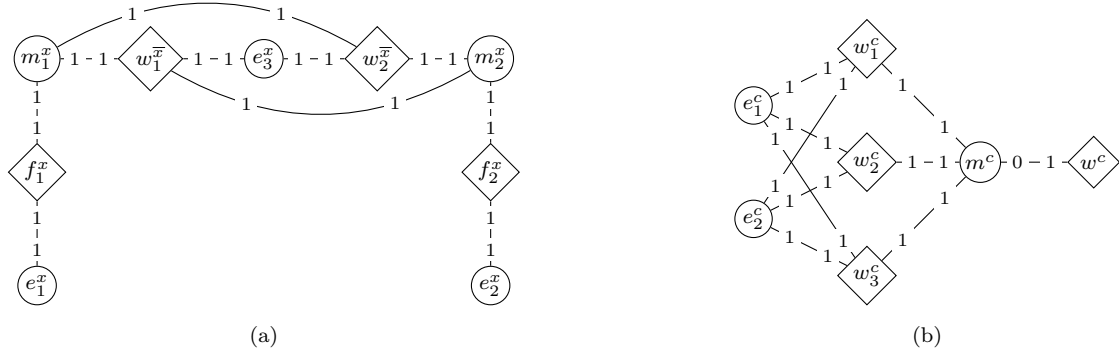 1 1
m₁ˣ 1 1 w₁^x̅ 1 1 e₃ˣ 1 1 w₂^x̅ 1 1 m₂ˣ
1 1
1 1
1 1
f₁ˣ f₂ˣ
1 1
1 1
e₁ˣ e₂ˣ
(a)
w₁ᶜ
1 1 1
e₁ᶜ 1
1 1 1
w₂ᶜ 1 1 mᶜ 0 1 wᶜ
1 1
e₂ᶜ 1
1 1 1 1
w₃ᶜ
(b)